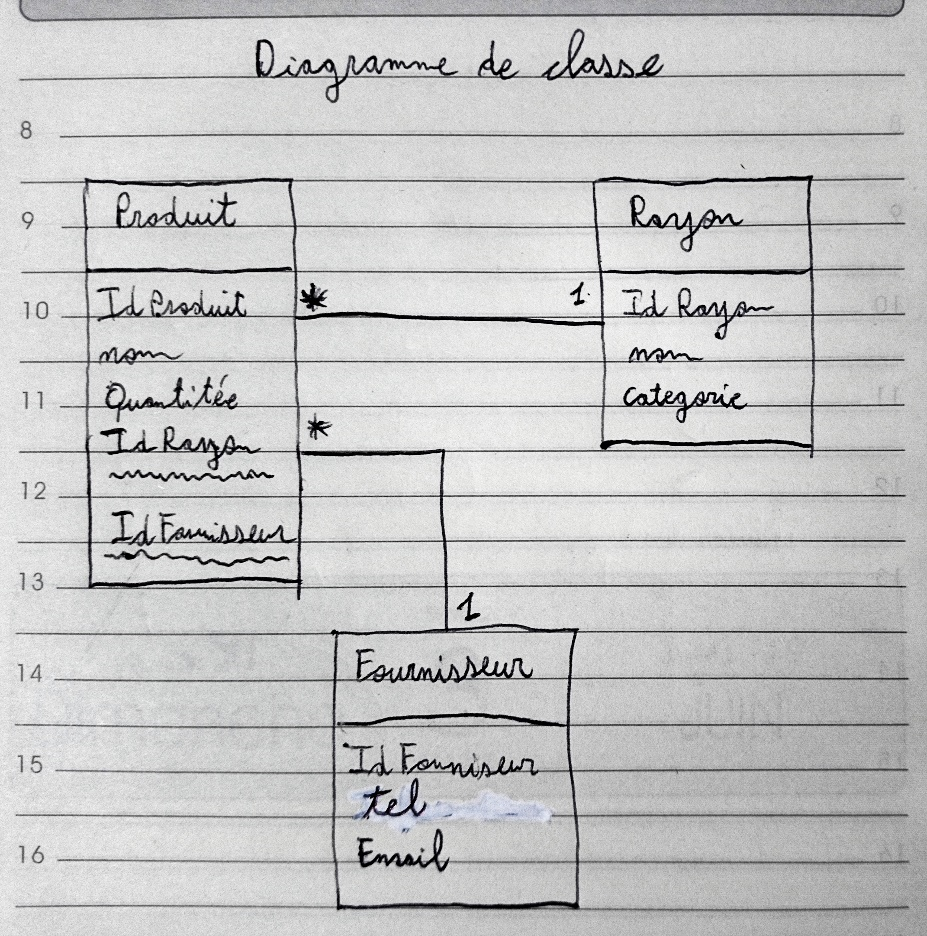 Diagramme de classe
8
9
10
11
12
13
14
15
16
Produit
Id Produit
nom
Quantitée
Id Rayon
Id Fournisseur
*
1
Rayon
Id Rayon
nom
categorie
*
1
Fournisseur
Id Founiseur
tel
Email